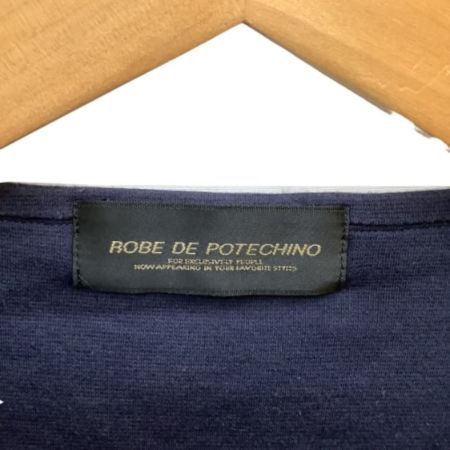 ROBE DE POTECHINO
FOR EXCLUSIVELY PEOPLE
NOW APPEARING IN YOUR FAVORITE STYLES